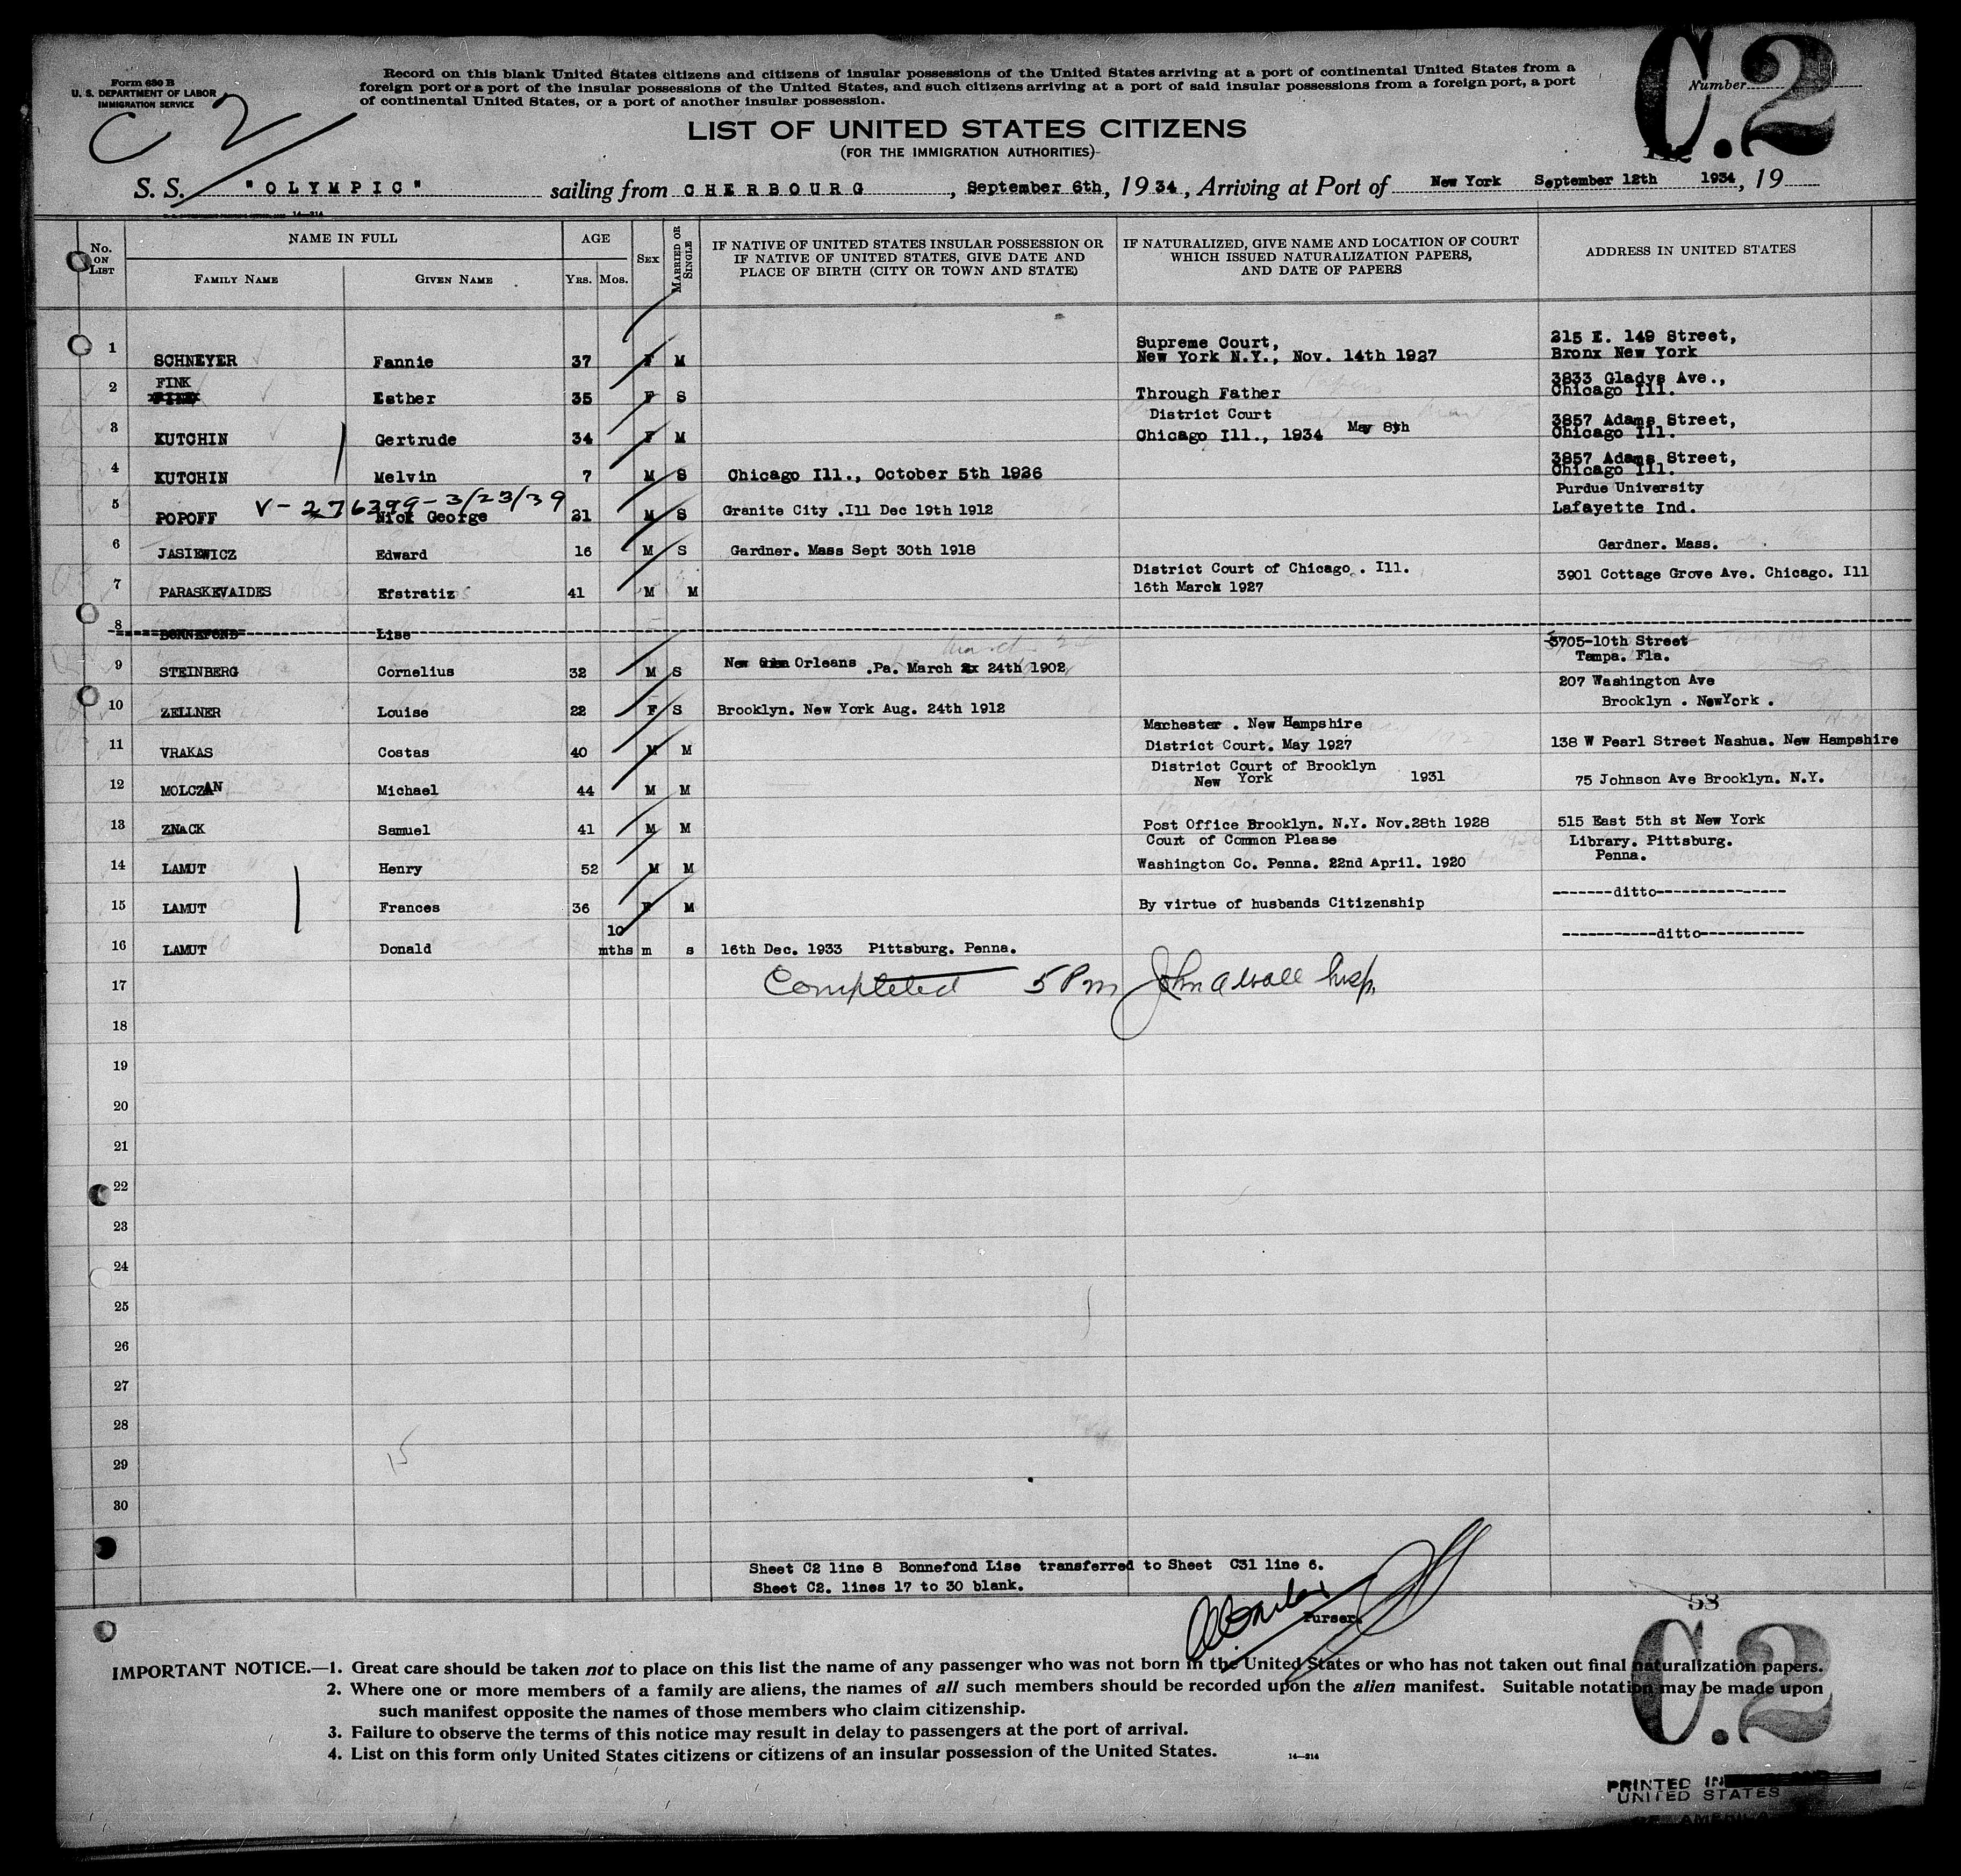 Form 630 B
U. S. DEPARTMENT OF LABOR
IMMIGRATION SERVICE
C 2
Record on this blank United States citizens and citizens of insular possessions of the United States arriving at a port of continental United States from a
foreign port or a port of the insular possessions of the United States, and such citizens arriving at a port of said insular possessions from a foreign port, a port
of continental United States, or a port of another insular possession.
Number
C.2
LIST OF UNITED STATES CITIZENS
(FOR THE IMMIGRATION AUTHORITIES)
S. S. "OLYMPIC" sailing from CHERBOURG, September 6th, 1934, Arriving at Port of New York September 12th 1934, 19
14—214
No. ON LIST
NAME IN FULL
FAMILY NAME
GIVEN NAME
AGE
YRS. MOS.
SEX
MARRIED OR SINGLE
IF NATIVE OF UNITED STATES INSULAR POSSESSION OR
IF NATIVE OF UNITED STATES, GIVE DATE AND
PLACE OF BIRTH (CITY OR TOWN AND STATE)
IF NATURALIZED, GIVE NAME AND LOCATION OF COURT
WHICH ISSUED NATURALIZATION PAPERS,
AND DATE OF PAPERS
ADDRESS IN UNITED STATES
1 SCHNEYER Fannie 37 F M Supreme Court, New York N.Y., Nov. 14th 1927 215 E. 149 Street, Bronx New York
2 FINK Esther 35 F S Through Father 3833 Gladys Ave., Chicago Ill.
3 KUTCHIN Gertrude 34 F M District Court Chicago Ill., 1934 May 8th 3857 Adams Street, Chicago Ill.
4 KUTCHIN Melvin 7 M S Chicago Ill., October 5th 1926 3857 Adams Street, Chicago Ill.
V-276399-3/23/39
5 POPOFF Nick George 21 M S Granite City .Ill Dec 19th 1912 Purdue University Lafayette Ind.
6 JASIEWICZ Edward 16 M S Gardner. Mass Sept 30th 1918 Gardner. Mass.
7 PARASKEVAIDES Efstratiz 41 M M District Court of Chicago. Ill. 16th March 1927 3901 Cottage Grove Ave. Chicago. Ill
8 BONNEFOND Lise
9 STEINBERG Cornelius 32 M S New Orleans .Pa. March 24th 1902 3705-10th Street Tampa. Fla.
10 ZELLNER Louise 22 F S Brooklyn. New York Aug. 24th 1912 207 Washington Ave Brooklyn . NewYork .
11 VRAKAS Costas 40 M M Machester . New Hampshire District Court. May 1927 138 W Pearl Street Nashua. New Hampshire
12 MOLCZAN Michael 44 M M District Court of Brooklyn New York 1931 75 Johnson Ave Brooklyn. N.Y.
13 ZNACK Samuel 41 M M Post Office Brooklyn. N.Y. Nov.28th 1928 515 East 5th st New York
14 LAMUT Henry 52 M M Court of Common Please Washington Co. Penna. 22nd April. 1920 Library. Pittsburg. Penna.
15 LAMUT Frances 36 F M By virtue of husbands Citizenship -------ditto---------------
16 LAMUT Donald 10 mths m s 16th Dec. 1933 Pittsburg. Penna. -----------ditto------------
17 Completed 5 Pm John a wall Insp.
18
19
20
21
22
23
24
25
26
27
28
29
30
15
Sheet C2 line 8 Bonnefond Lise transferred to Sheet C31 line 6.
Sheet C2. lines 17 to 30 blank.
Purser.
53
C.2
IMPORTANT NOTICE.—1. Great care should be taken not to place on this list the name of any passenger who was not born in the United States or who has not taken out final naturalization papers.
2. Where one or more members of a family are aliens, the names of all such members should be recorded upon the alien manifest. Suitable notation may be made upon
such manifest opposite the names of those members who claim citizenship.
3. Failure to observe the terms of this notice may result in delay to passengers at the port of arrival.
4. List on this form only United States citizens or citizens of an insular possession of the United States.
14—214
PRINTED IN
UNITED STATES
OF AMERICA